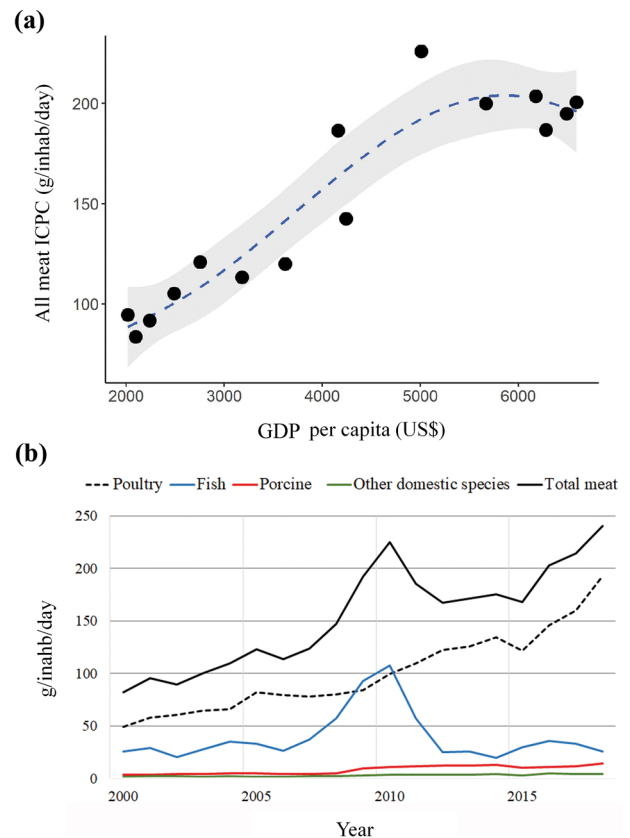 (a)
All meat ICPC (g/inhab/day)
200
150
100
2000 3000 4000 5000 6000
GDP per capita (US$)
(b)
Poultry Fish Porcine Other domestic species Total meat
g/inahb/day
250
200
150
100
50
0
2000 2005 2010 2015
Year